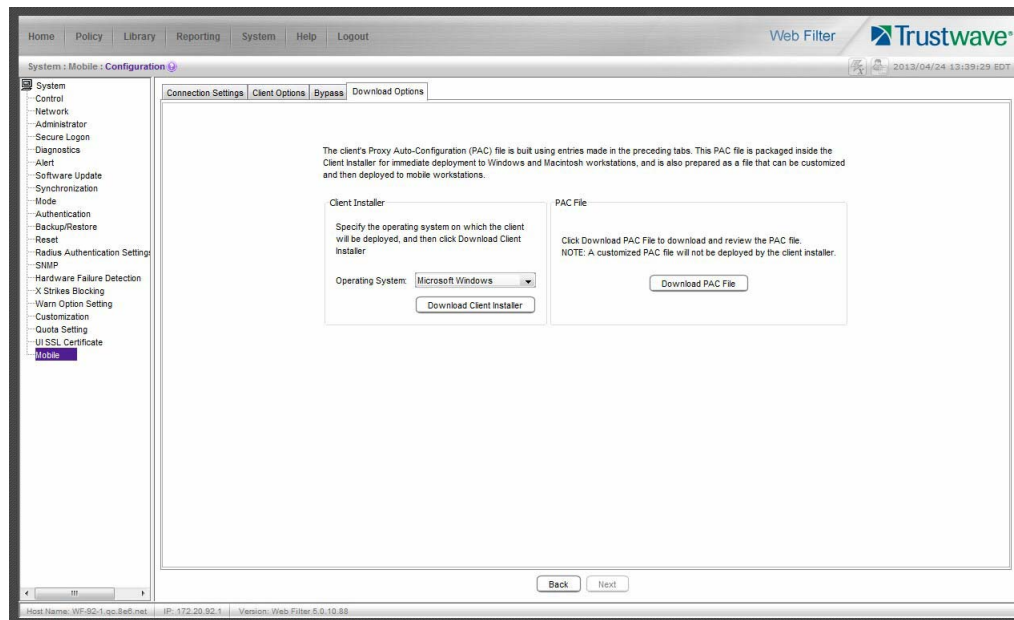 Home Policy Library Reporting System Help Logout
Web Filter
Trustwave
System : Mobile : Configuration
2013/04/24 13:39:29 EDT
System
Control
Network
Administrator
Secure Logon
Diagnostics
Alert
Software Update
Synchronization
Mode
Authentication
Backup/Restore
Reset
Radius Authentication Settings
SNMP
Hardware Failure Detection
X Strikes Blocking
Warn Option Setting
Customization
Quota Setting
UI SSL Certificate
Mobile
Connection Settings Client Options Bypass Download Options
The client's Proxy Auto-Configuration (PAC) file is built using entries made in the preceding tabs. This PAC file is packaged inside the
Client Installer for immediate deployment to Windows and Macintosh workstations, and is also prepared as a file that can be customized
and then deployed to mobile workstations.
Client Installer
Specify the operating system on which the client
will be deployed, and then click Download Client
Installer
Operating System: Microsoft Windows
Download Client Installer
PAC File
Click Download PAC File to download and review the PAC file.
NOTE: A customized PAC file will not be deployed by the client installer.
Download PAC File
Back Next
Host Name: WF-92-1.qc.8e6.net IP: 172.20.92.1 Version: Web Filter 5.0.10.88